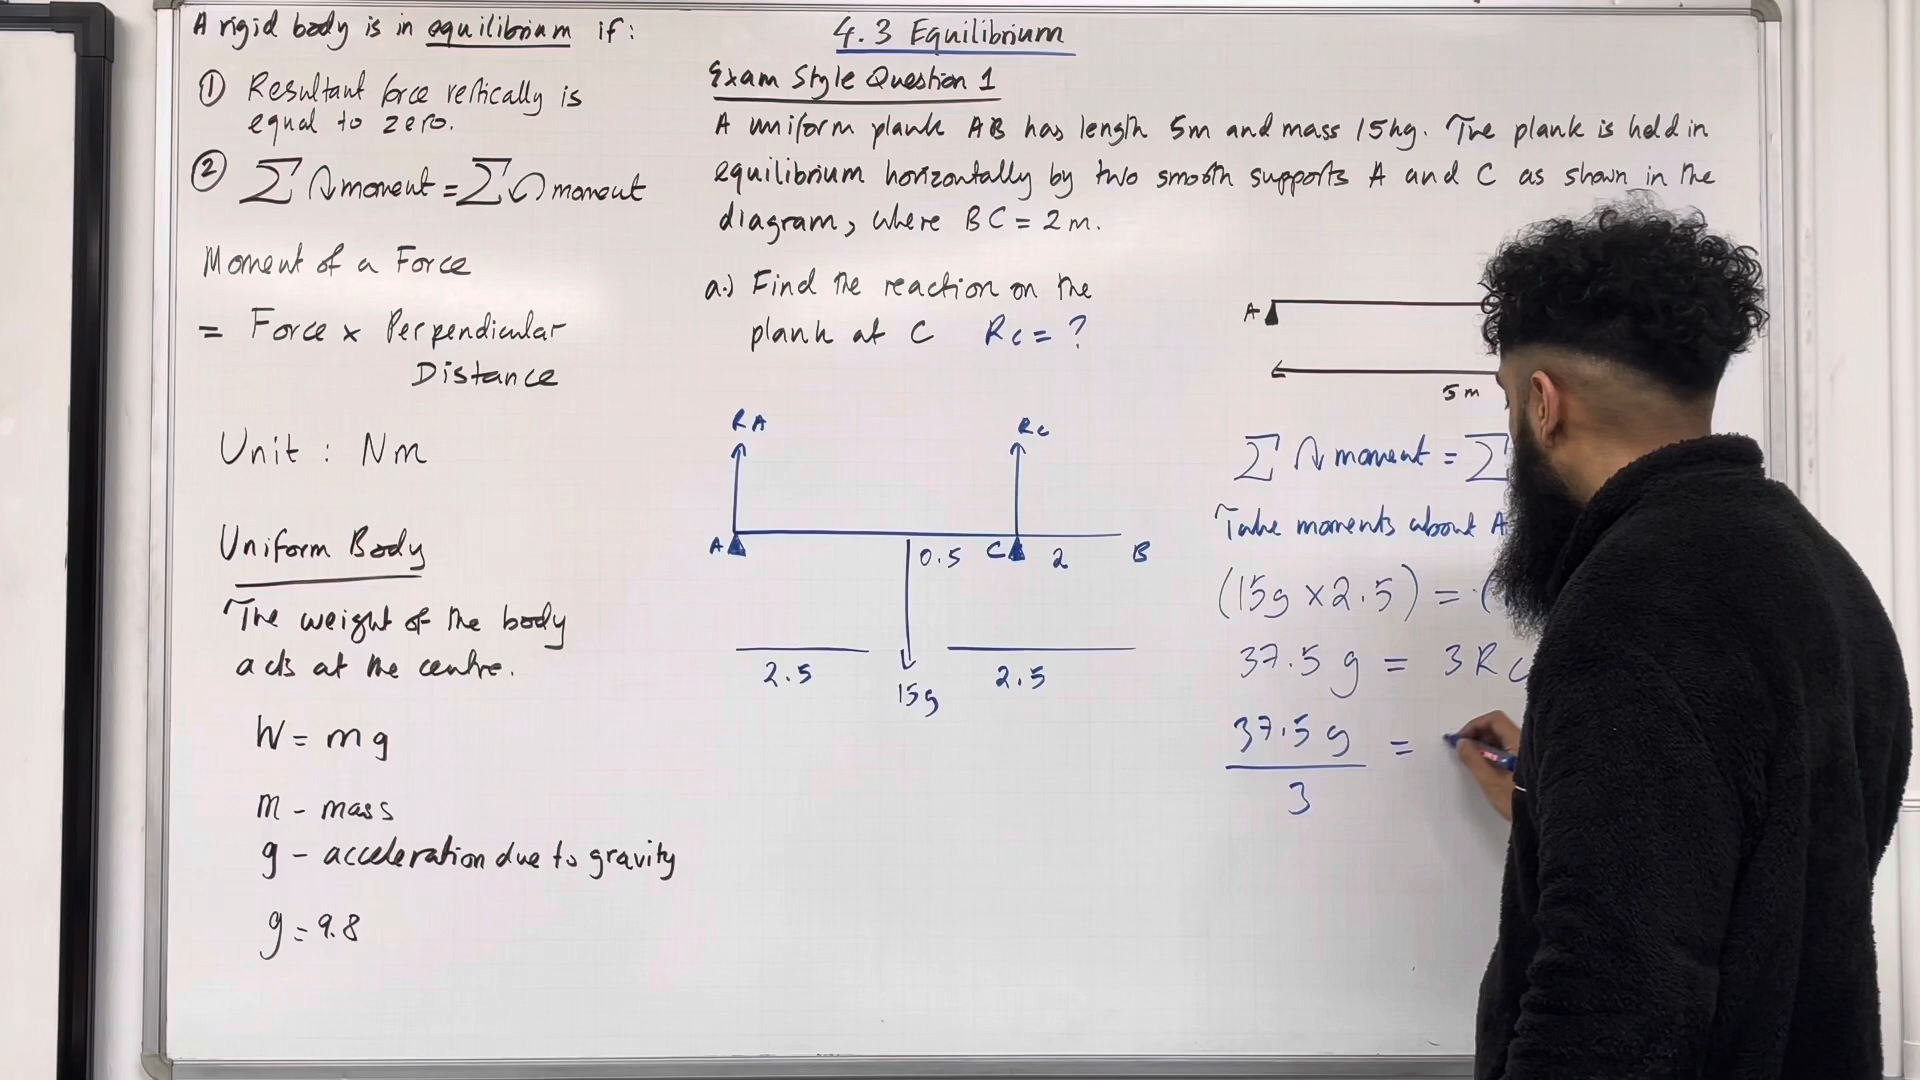 A rigid body is in equilibrium if:
① Resultant force vertically is
equal to zero.
② Σ↻moment = Σ↺moment
Moment of a Force
= Force × Perpendicular
Distance
Unit : Nm
Uniform Body
The weight of the body
acts at the centre.
W = mg
m - mass
g - acceleration due to gravity
g = 9.8
4.3 Equilibrium
Exam Style Question 1
A uniform plank AB has length 5m and mass 15kg. The plank is held in
equilibrium horizontally by two smooth supports A and C as shown in the
diagram, where BC = 2m.
a.) Find the reaction on the
plank at C Rc = ?
RA
Rc
A
0.5 C 2 B
2.5
15g
2.5
A
5m
Σ↻moment = Σ
Take moments about A
(15g × 2.5) = (
37.5g = 3Rc
37.5g =
3